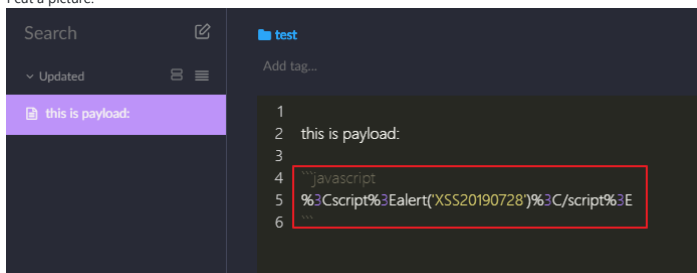 I cut a picture.
Search
test
Updated
Add tag...
this is payload:
1
2 this is payload:
3
4 ```javascript
5 %3Cscript%3Ealert('XSS20190728')%3C/script%3E
6 ```